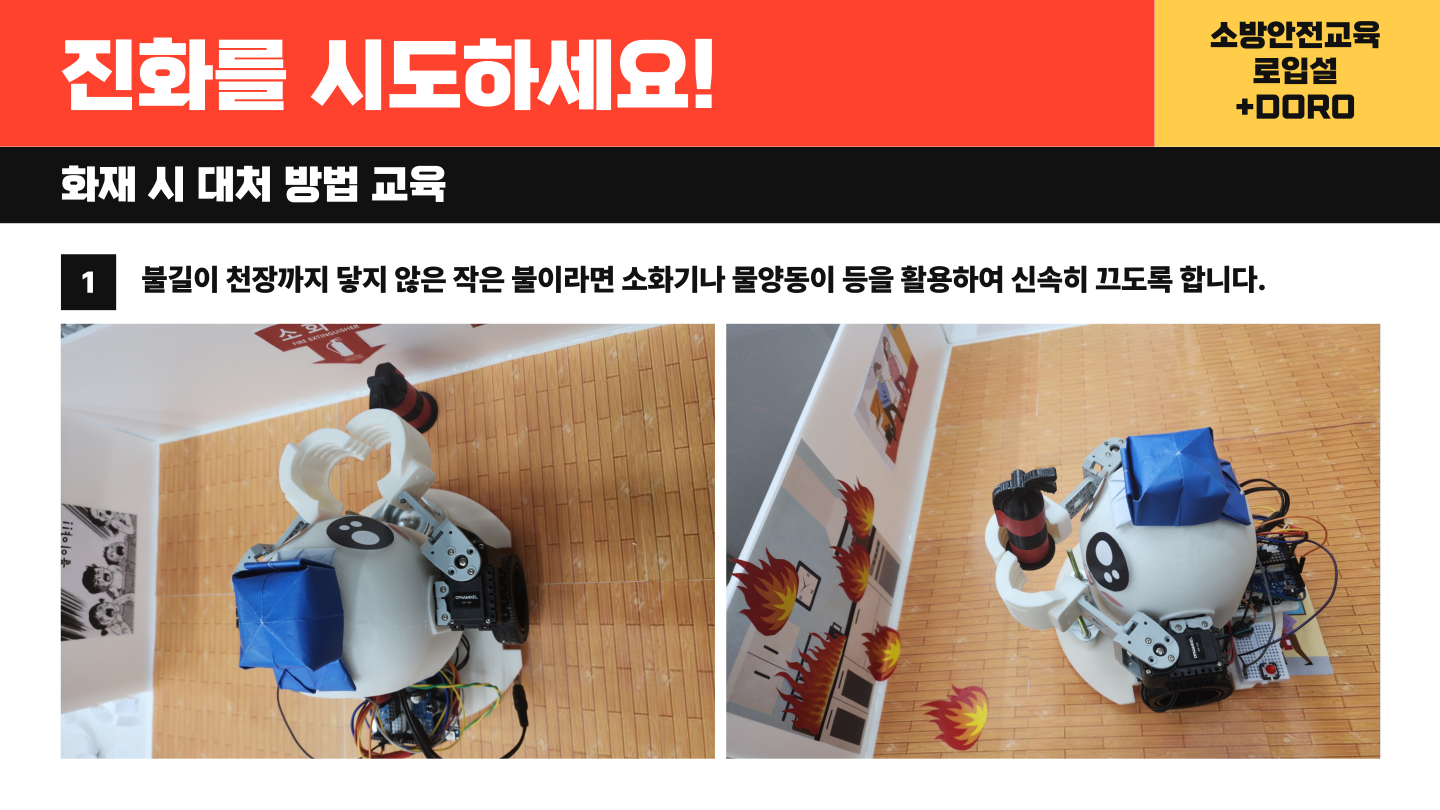 진화를 시도하세요!
소방안전교육
로입설
+DORO
화재 시 대처 방법 교육
1 불길이 천장까지 닿지 않은 작은 불이라면 소화기나 물양동이 등을 활용하여 신속히 끄도록 합니다.
소화
FIRE EXTINGUISHER
DYNAMIXEL